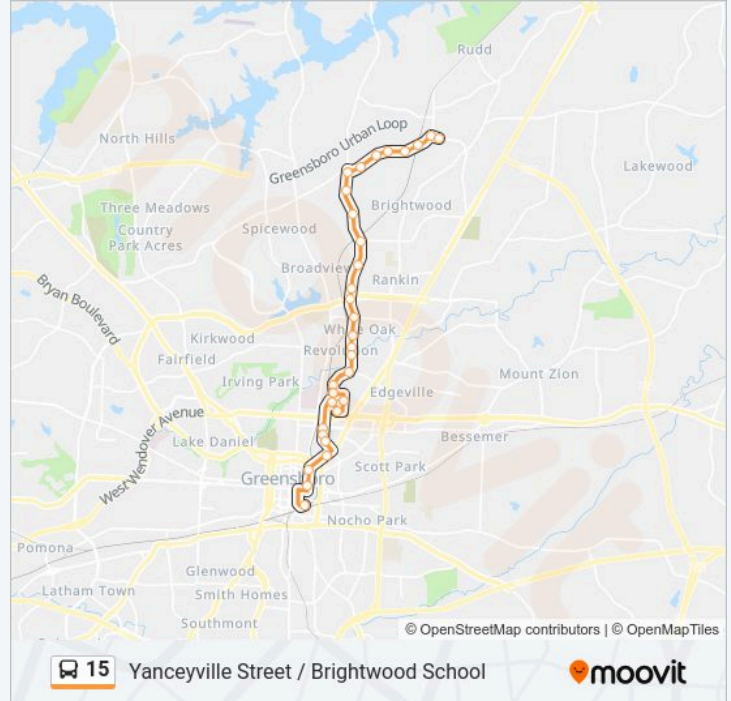 Rudd
Greensboro Urban Loop
North Hills
Lakewood
Three Meadows
Brightwood
Country
Park Acres
Spicewood
Broadview
Rankin
Bryan Boulevard
White Oak
Kirkwood
Revolution
Fairfield
Mount Zion
Irving Park
Edgeville
West Wendover Avenue
Bessemer
Lake Daniel
Scott Park
Greensboro
Nocho Park
Pomona
Glenwood
Latham Town
Smith Homes
Southmont
© OpenStreetMap contributors | © OpenMapTiles
15 Yanceyville Street / Brightwood School
moovit